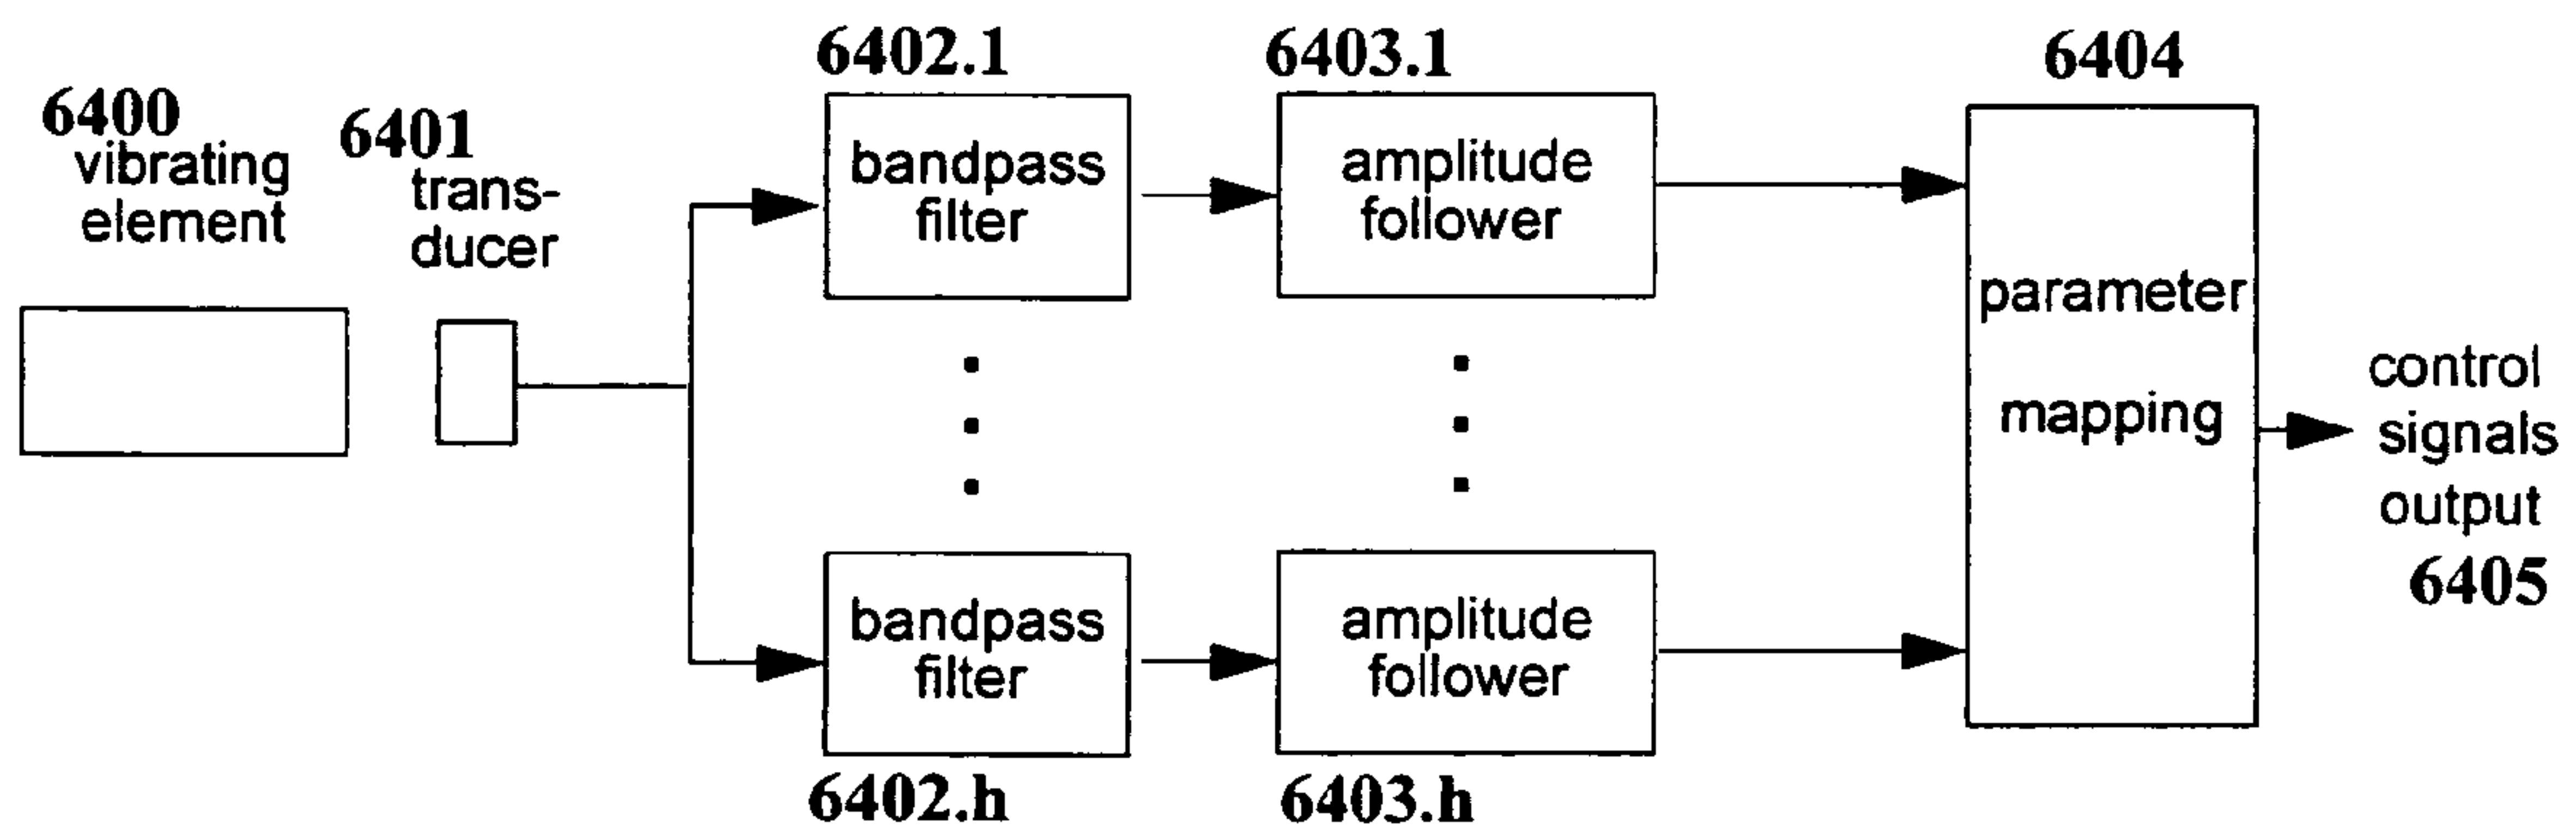 6400
vibrating
element
6401
trans-
ducer
6402.1
bandpass
filter
6403.1
amplitude
follower
6404
parameter
mapping
control
signals
output
6405
bandpass
filter
6402.h
amplitude
follower
6403.h